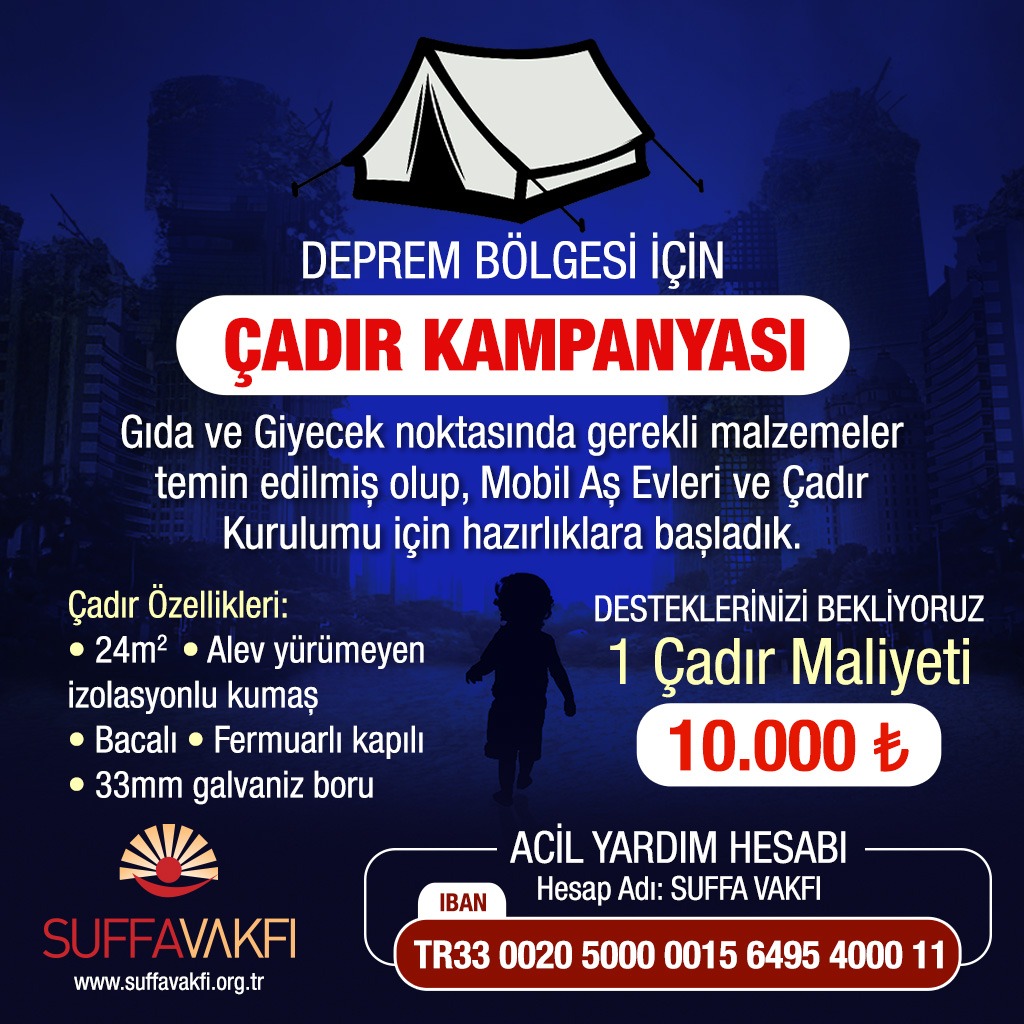 DEPREM BÖLGESİ İÇİN
ÇADIR KAMPANYASI
Gıda ve Giyecek noktasında gerekli malzemeler
temin edilmiş olup, Mobil Aş Evleri ve Çadır
Kurulumu için hazırlıklara başladık.
Çadır Özellikleri:
• 24m² • Alev yürümeyen
izolasyonlu kumaş
• Bacalı • Fermuarlı kapılı
• 33mm galvaniz boru
DESTEKLERİNİZİ BEKLİYORUZ
1 Çadır Maliyeti
10.000 ₺
SUFFAVAKFI
www.suffavakfi.org.tr
ACİL YARDIM HESABI
Hesap Adı: SUFFA VAKFI
IBAN
TR33 0020 5000 0015 6495 4000 11